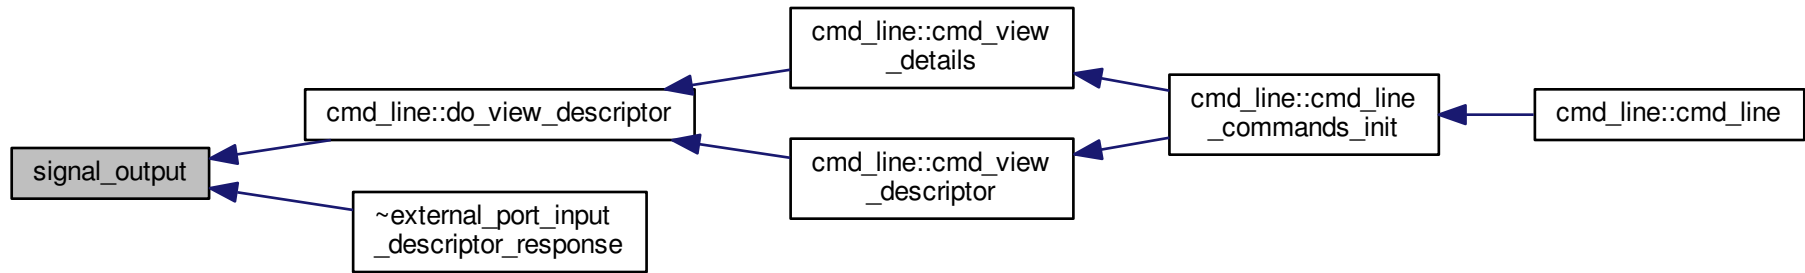 signal_output
cmd_line::do_view_descriptor
~external_port_input
_descriptor_response
cmd_line::cmd_view
_details
cmd_line::cmd_view
_descriptor
cmd_line::cmd_line
_commands_init
cmd_line::cmd_line